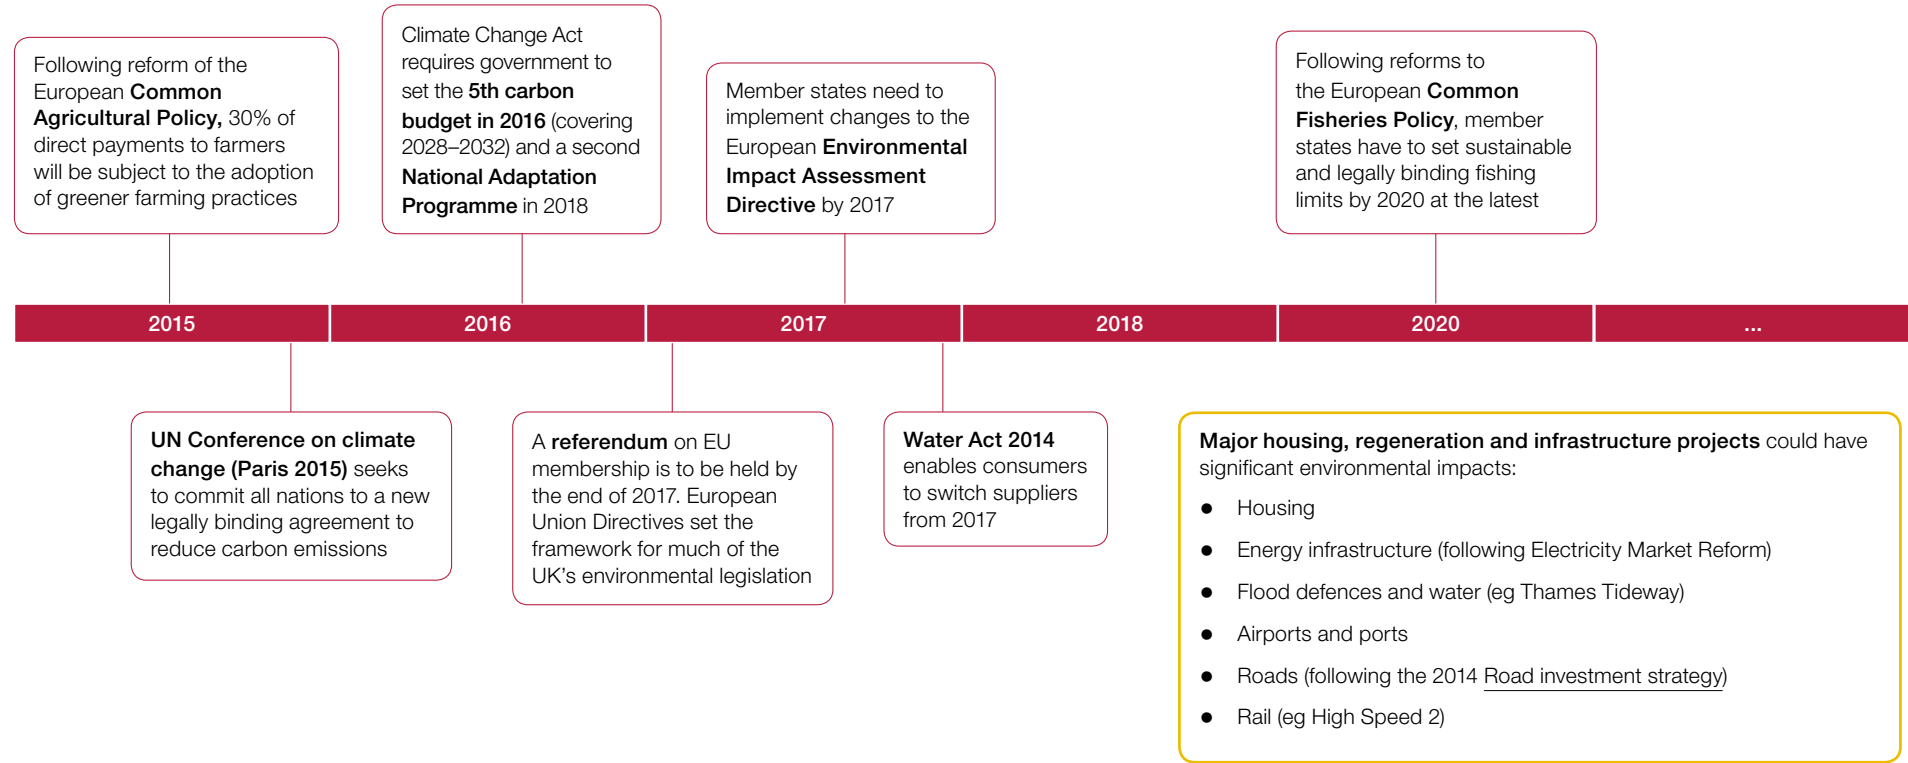 Following reform of the
European Common
Agricultural Policy, 30% of
direct payments to farmers
will be subject to the adoption
of greener farming practices
Climate Change Act
requires government to
set the 5th carbon
budget in 2016 (covering
2028–2032) and a second
National Adaptation
Programme in 2018
Member states need to
implement changes to the
European Environmental
Impact Assessment
Directive by 2017
Following reforms to
the European Common
Fisheries Policy, member
states have to set sustainable
and legally binding fishing
limits by 2020 at the latest
2015 2016 2017 2018 2020 ...
UN Conference on climate
change (Paris 2015) seeks
to commit all nations to a new
legally binding agreement to
reduce carbon emissions
A referendum on EU
membership is to be held by
the end of 2017. European
Union Directives set the
framework for much of the
UK’s environmental legislation
Water Act 2014
enables consumers
to switch suppliers
from 2017
Major housing, regeneration and infrastructure projects could have
significant environmental impacts:
● Housing
● Energy infrastructure (following Electricity Market Reform)
● Flood defences and water (eg Thames Tideway)
● Airports and ports
● Roads (following the 2014 Road investment strategy)
● Rail (eg High Speed 2)